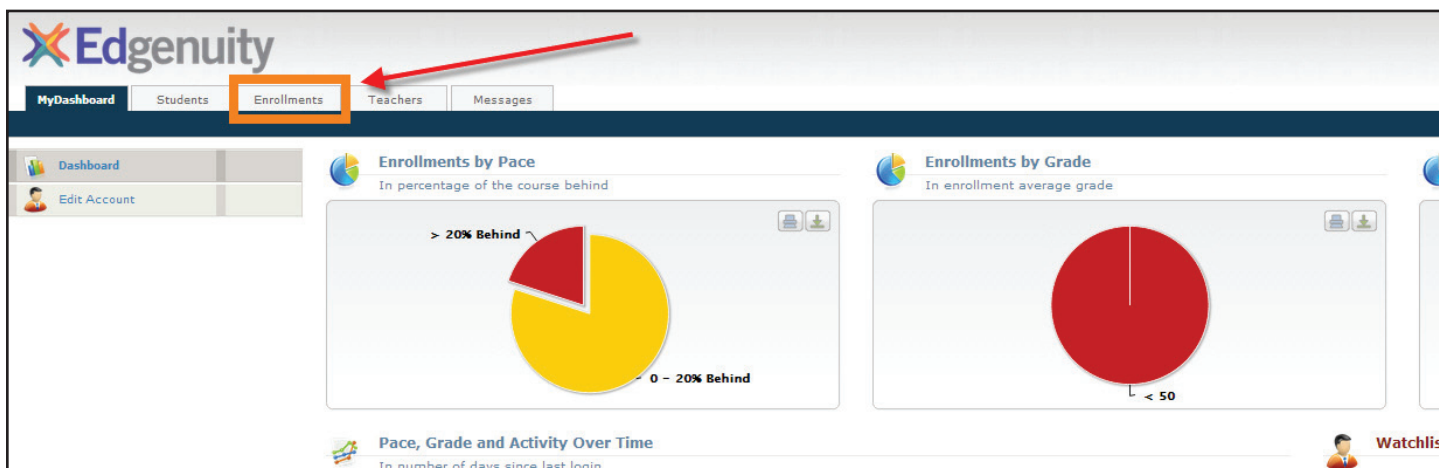 Edgenuity
MyDashboard Students Enrollments Teachers Messages
Dashboard
Edit Account
Enrollments by Pace
In percentage of the course behind
> 20% Behind
0 - 20% Behind
Enrollments by Grade
In enrollment average grade
< 50
Pace, Grade and Activity Over Time
In number of days since last login